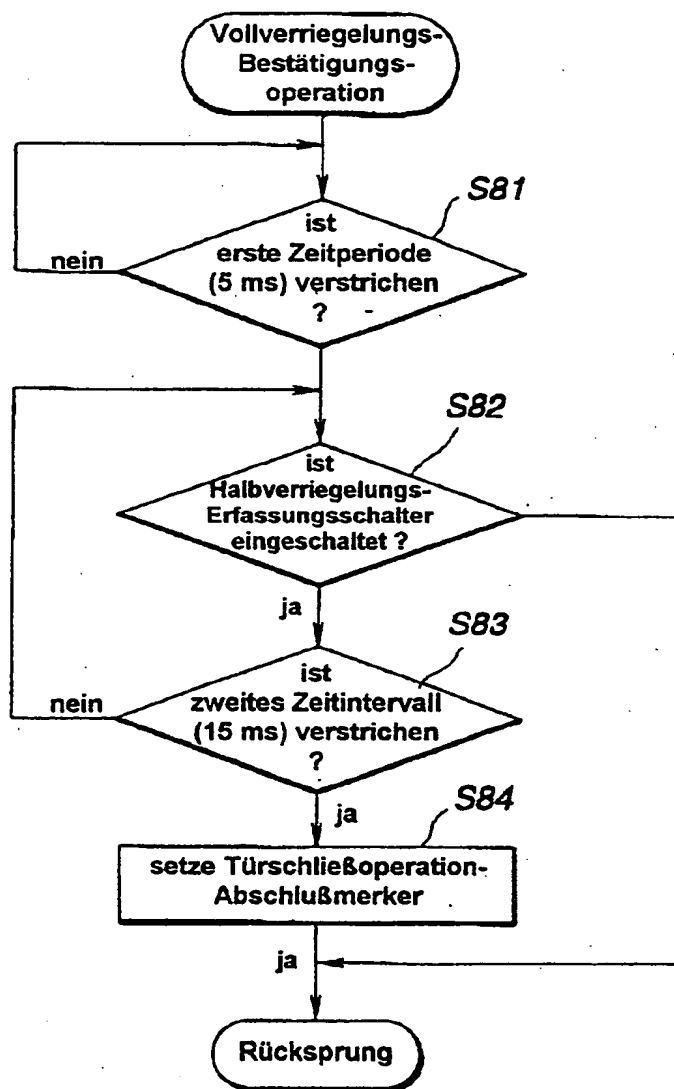 Vollverriegelungs-
Bestätigungs-
operation
S81
ist
erste Zeitperiode
(5 ms) verstrichen
?
nein
S82
ist
Halbverriegelungs-
Erfassungsschalter
eingeschaltet ?
ja
S83
ist
zweites Zeitintervall
(15 ms) verstrichen
?
nein
ja
S84
setze Türschließoperation-
Abschlußmerker
ja
Rücksprung